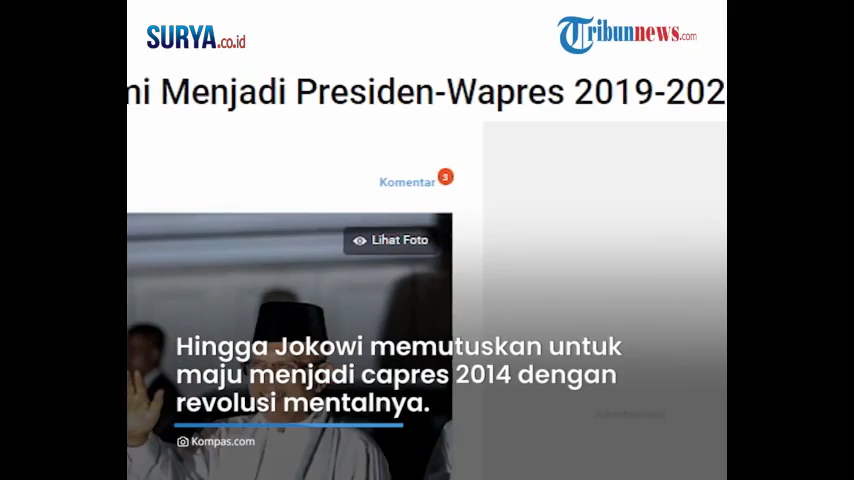 SURYA.co.id
Tribunnews.com
mi Menjadi Presiden-Wapres 2019-202
Komentar 3
Lihat Foto
Hingga Jokowi memutuskan untuk
maju menjadi capres 2014 dengan
revolusi mentalnya.
Kompas.com